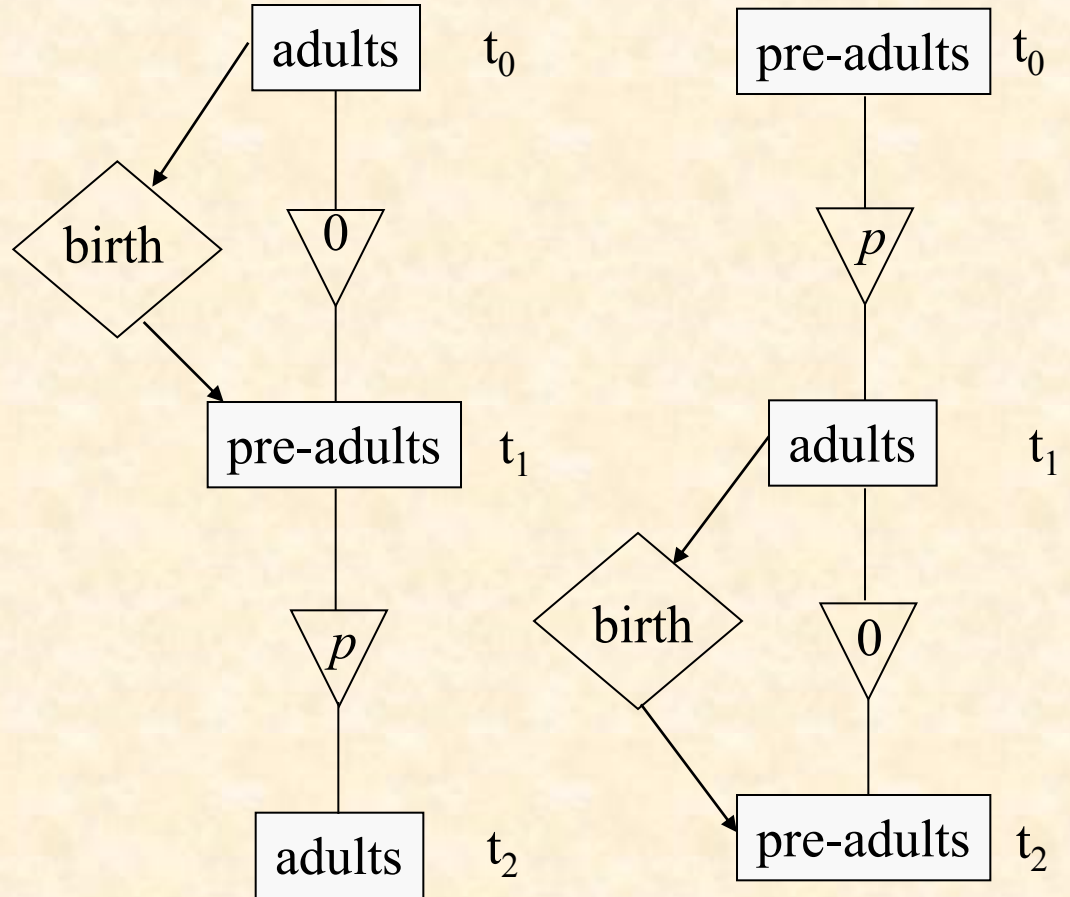 adults t₀
birth
0
pre-adults t₁
p
adults t₂
pre-adults t₀
p
adults t₁
birth
0
pre-adults t₂